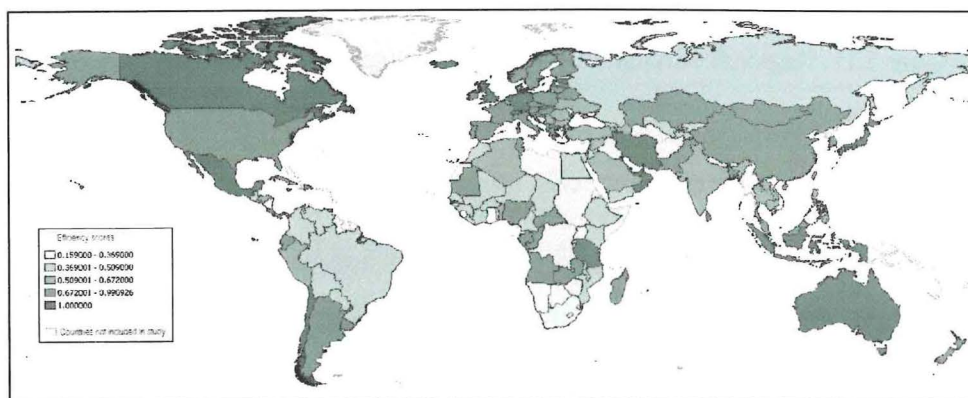 Efficiency scores
0.159000 - 0.369000
0.369001 - 0.509000
0.509001 - 0.672000
0.672001 - 0.990926
1.000000
Countries not included in study